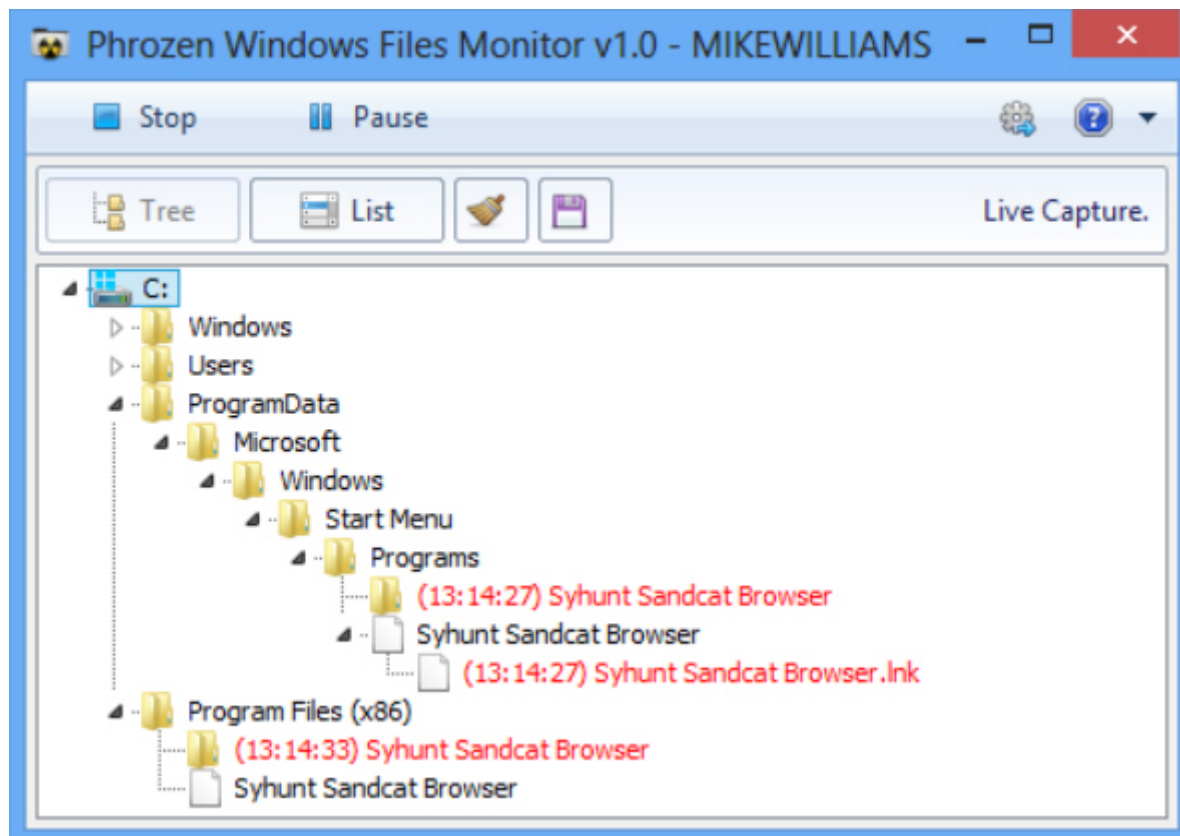 Phrozen Windows Files Monitor v1.0 - MIKEWILLIAMS
Stop Pause
Tree List Live Capture.
C:
Windows
Users
ProgramData
Microsoft
Windows
Start Menu
Programs
(13:14:27) Syhunt Sandcat Browser
Syhunt Sandcat Browser
(13:14:27) Syhunt Sandcat Browser.lnk
Program Files (x86)
(13:14:33) Syhunt Sandcat Browser
Syhunt Sandcat Browser